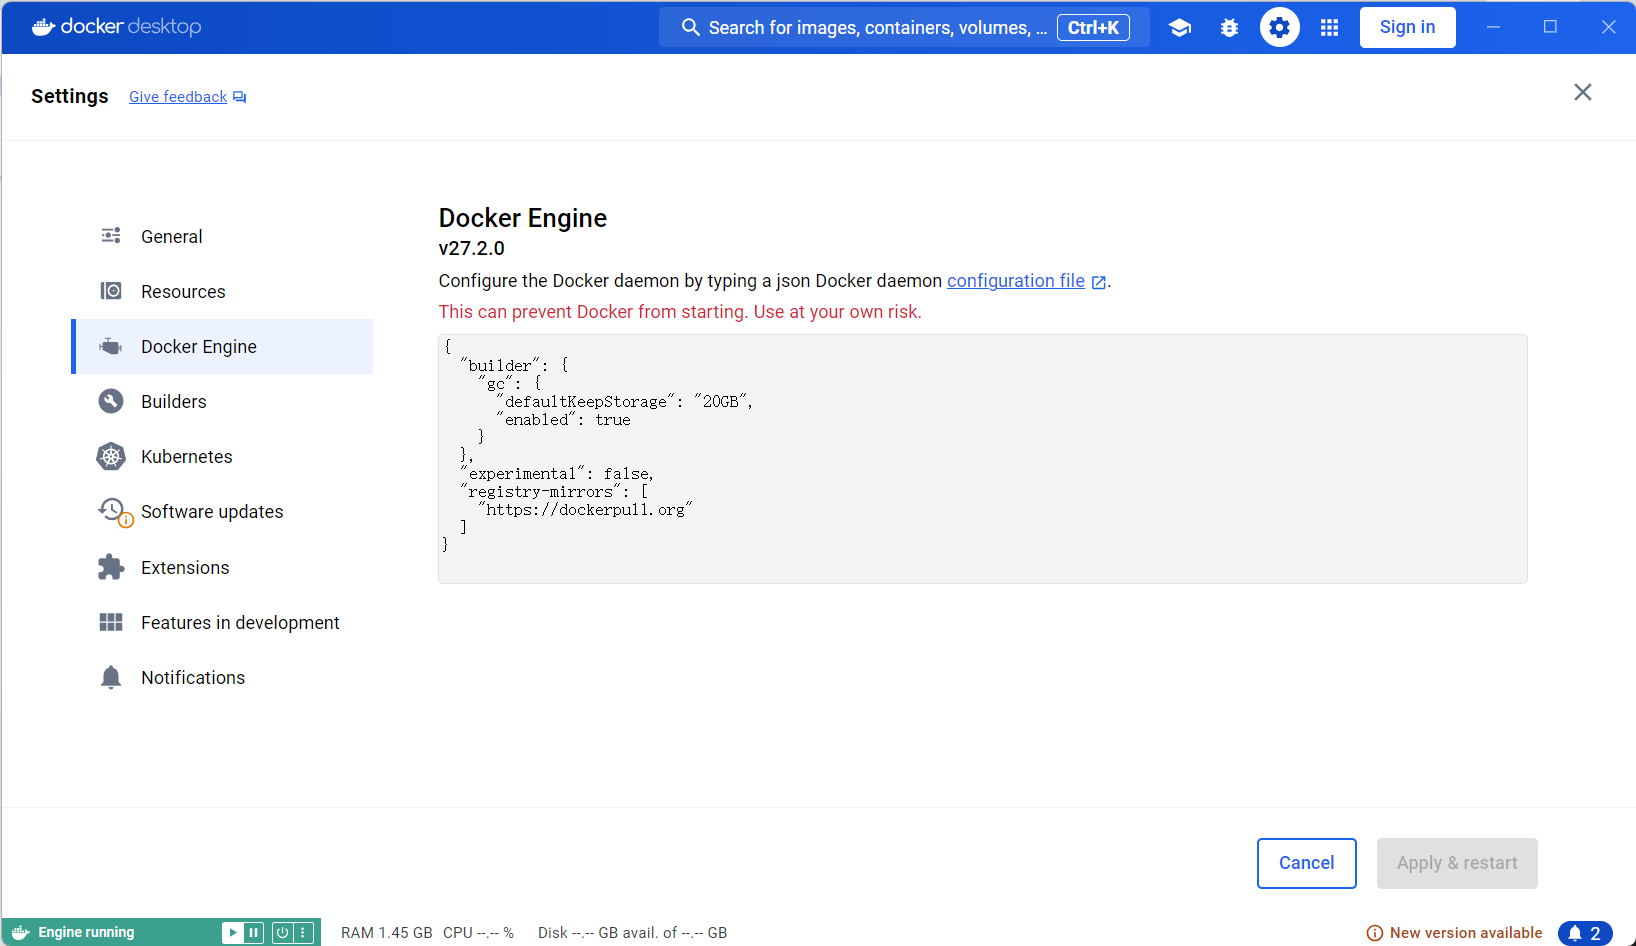 docker desktop
Search for images, containers, volumes, ... Ctrl+K
Sign in
Settings Give feedback
General
Resources
Docker Engine
Builders
Kubernetes
Software updates
Extensions
Features in development
Notifications
Docker Engine
v27.2.0
Configure the Docker daemon by typing a json Docker daemon configuration file.
This can prevent Docker from starting. Use at your own risk.
{
  "builder": {
    "gc": {
      "defaultKeepStorage": "20GB",
      "enabled": true
    }
  },
  "experimental": false,
  "registry-mirrors": [
    "https://dockerpull.org"
  ]
}
Cancel Apply & restart
Engine running RAM 1.45 GB CPU --.-- % Disk --.-- GB avail. of --.-- GB New version available 2